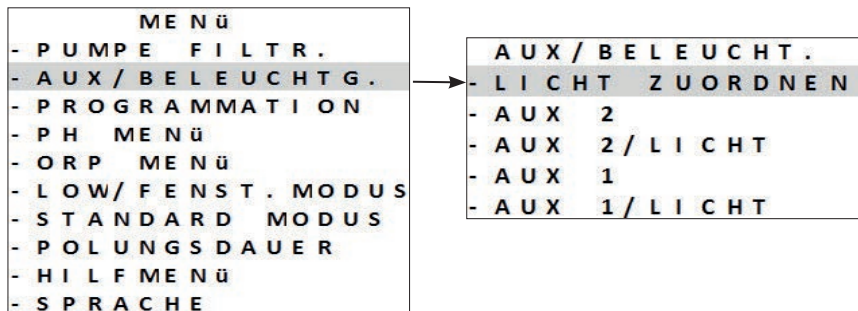 MENü
- PUMPE FILTR.
- AUX/BELEUCHTG.
- PROGRAMMATION
- PH MENü
- ORP MENü
- LOW/FENST.MODUS
- STANDARD MODUS
- POLUNGSDAUER
- HILFMENü
- SPRACHE
AUX/BELEUCHT.
- LICHT ZUORDNEN
- AUX 2
- AUX 2/LICHT
- AUX 1
- AUX 1/LICHT